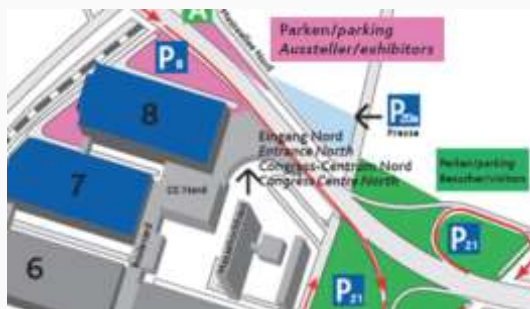 A
Parken/parking
Aussteller/exhibitors
P8
8
P20a
Presse
Eingang Nord
Entrance North
Congress-Centrum Nord
Congress Centre North
Parken/parking
Besucher/visitors
7
CC Nord
P21
6
P21